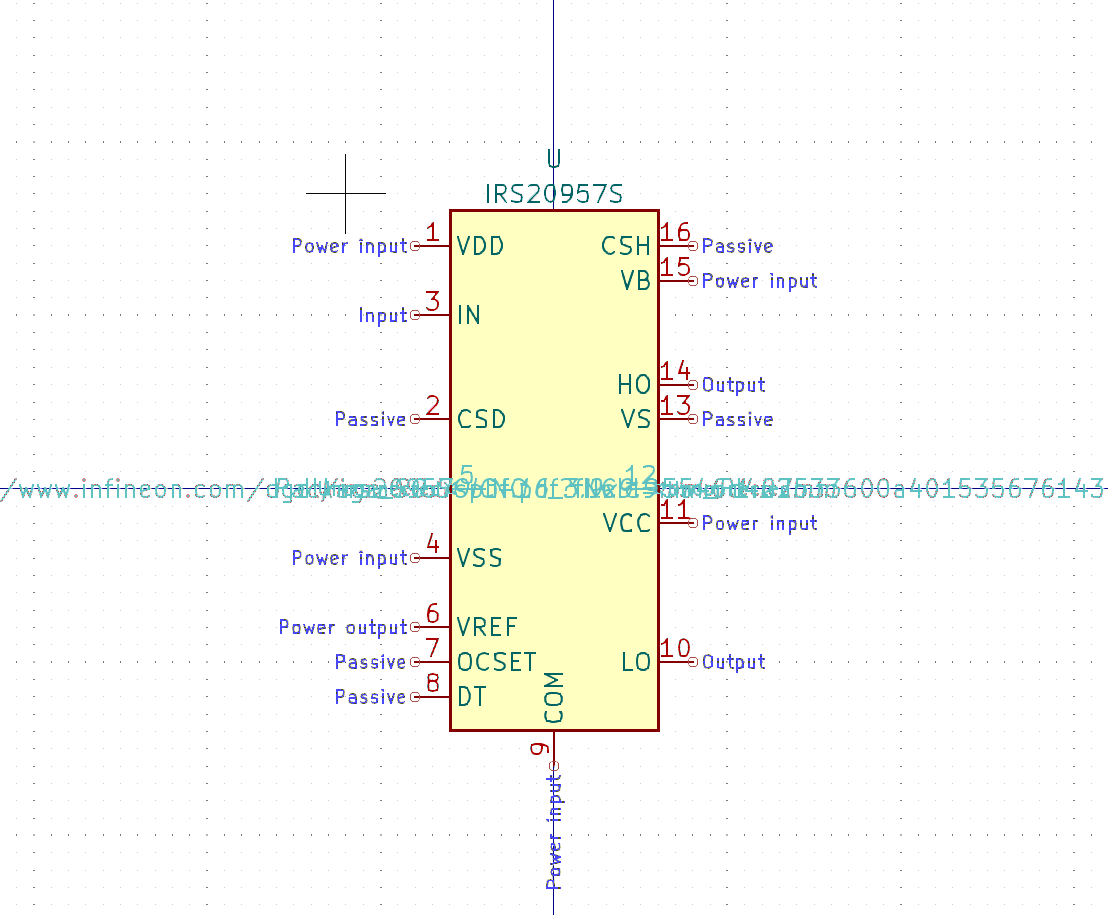 U
IRS20957S
Power input 1 VDD CSH 16 Passive
VB 15 Power input
Input 3 IN
HO 14 Output
Passive 2 CSD VS 13 Passive
5 12
/www.infineon.com/
VCC 11 Power input
Power input 4 VSS
Power output 6 VREF
Passive 7 OCSET LO 10 Output
Passive 8 DT
COM
9
Power input